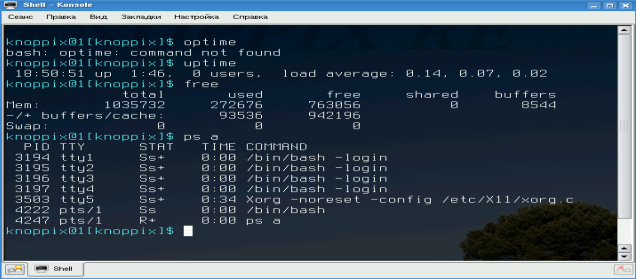 Shell - Konsole
Сеанс Правка Вид Закладки Настройка Справка
knoppix@1[knoppix]$ optime
bash: optime: command not found
knoppix@1[knoppix]$ uptime
18:50:51 up 1:46, 0 users, load average: 0.14, 0.07, 0.02
knoppix@1[knoppix]$ free
total used free shared buffers
Mem: 1035732 272676 763056 0 8544
-/+ buffers/cache: 93536 942196
Swap: 0 0 0
knoppix@1[knoppix]$ ps a
PID TTY STAT TIME COMMAND
3194 tty1 Ss+ 0:00 /bin/bash -login
3195 tty2 Ss+ 0:00 /bin/bash -login
3196 tty3 Ss+ 0:00 /bin/bash -login
3197 tty4 Ss+ 0:00 /bin/bash -login
3503 tty5 Ss+ 0:34 Xorg -noreset -config /etc/X11/xorg.c
4222 pts/1 Ss 0:00 /bin/bash
4247 pts/1 R+ 0:00 ps a
knoppix@1[knoppix]$
Shell